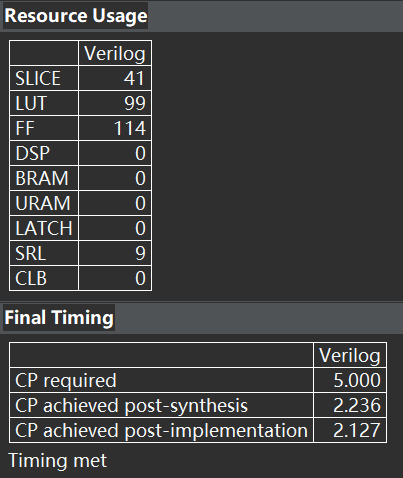 Resource Usage
Verilog
SLICE 41
LUT 99
FF 114
DSP 0
BRAM 0
URAM 0
LATCH 0
SRL 9
CLB 0
Final Timing
Verilog
CP required 5.000
CP achieved post-synthesis 2.236
CP achieved post-implementation 2.127
Timing met